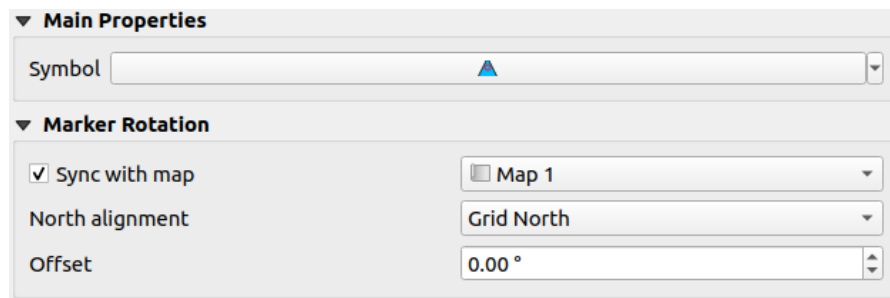 Main Properties
Symbol
Marker Rotation
Sync with map Map 1
North alignment Grid North
Offset 0.00 °